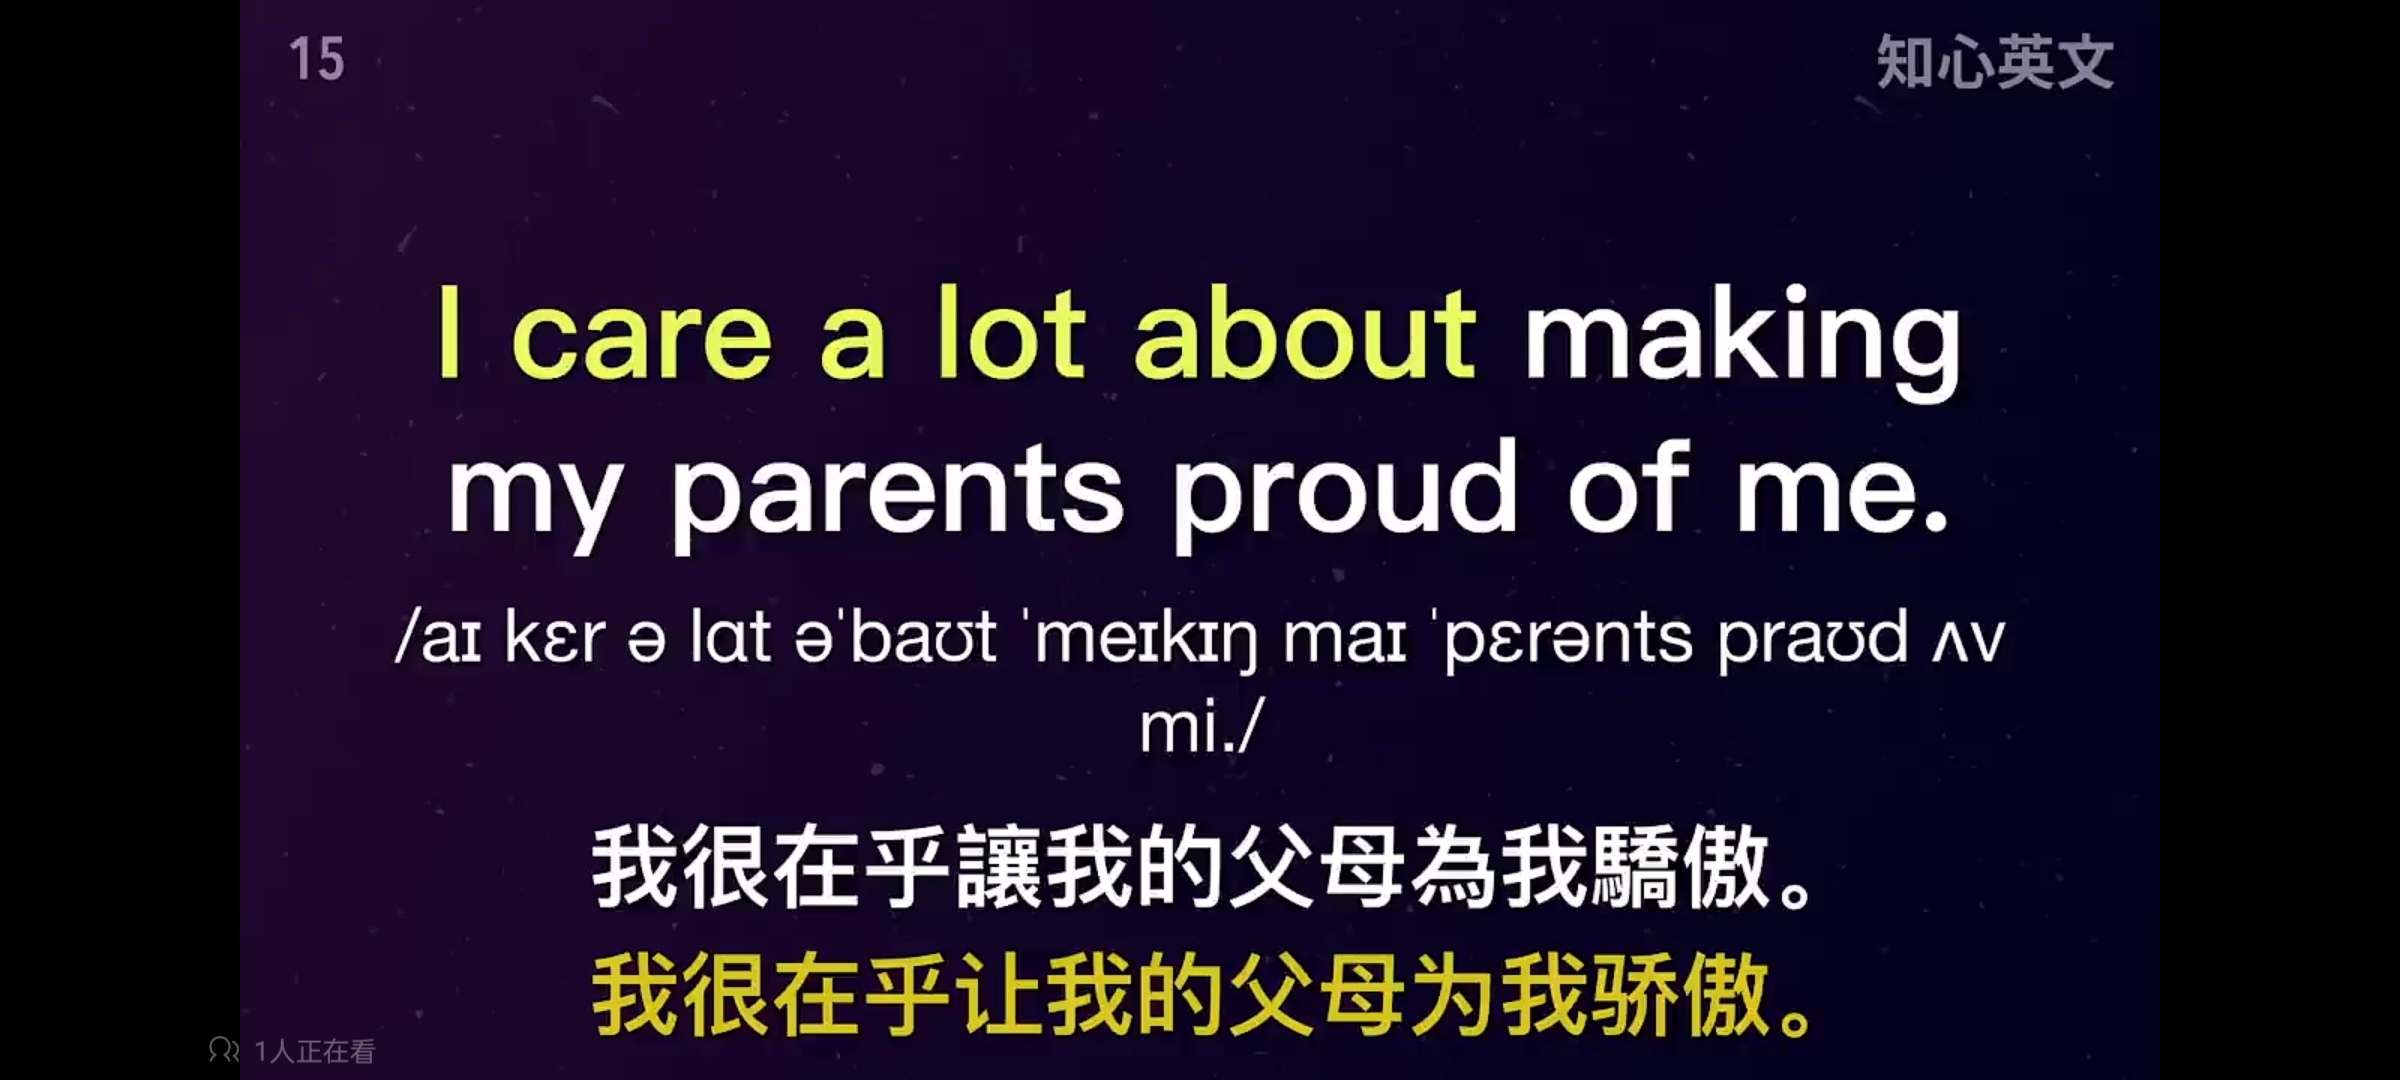 15
知心英文
I care a lot about making
my parents proud of me.
/aɪ kɛr ə lɑt əˈbaʊt ˈmeɪkɪŋ maɪ ˈpɛrənts praʊd ʌv
mi./
我很在乎讓我的父母為我驕傲。
我很在乎让我的父母为我骄傲。
1人正在看